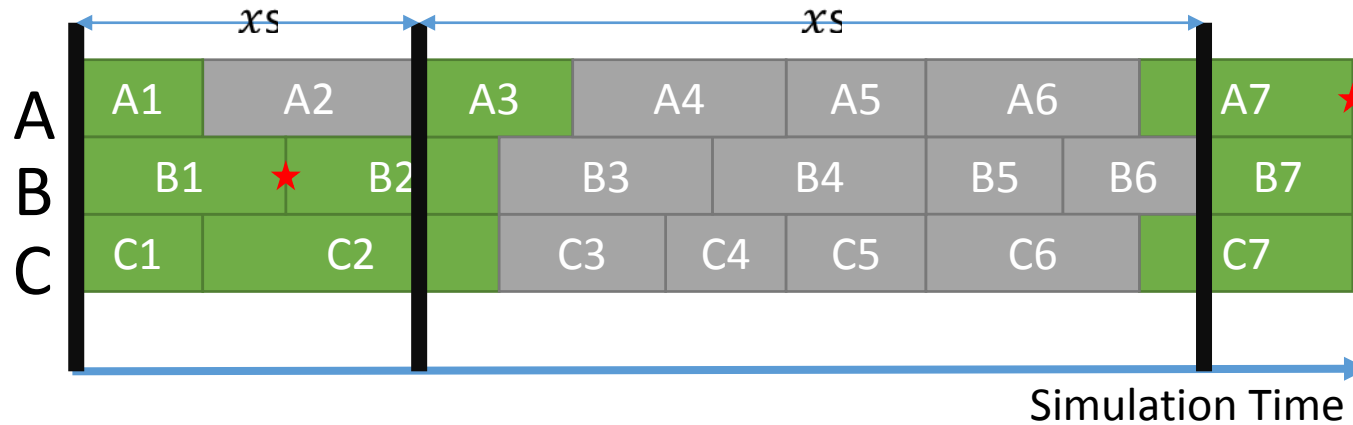 xs xs
A A1 A2 A3 A4 A5 A6 A7
B B1 B2 B3 B4 B5 B6 B7
C C1 C2 C3 C4 C5 C6 C7
Simulation Time